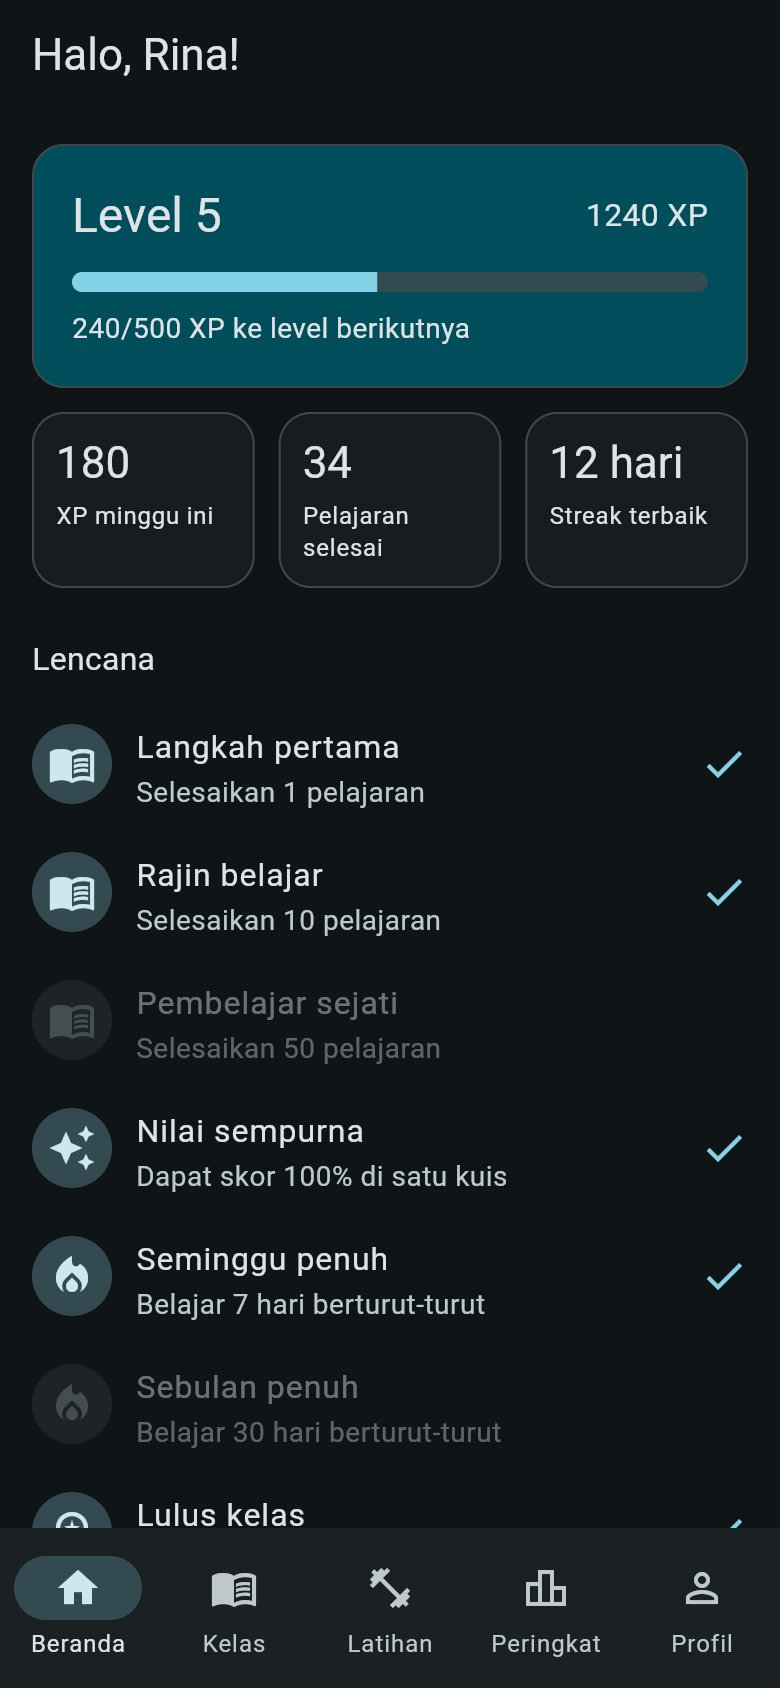 Halo, Rina!
Level 5
1240 XP
240/500 XP ke level berikutnya
180
XP minggu ini
34
Pelajaran
selesai
12 hari
Streak terbaik
Lencana
Langkah pertama
Selesaikan 1 pelajaran
Rajin belajar
Selesaikan 10 pelajaran
Pembelajar sejati
Selesaikan 50 pelajaran
Nilai sempurna
Dapat skor 100% di satu kuis
Seminggu penuh
Belajar 7 hari berturut-turut
Sebulan penuh
Belajar 30 hari berturut-turut
Lulus kelas
Beranda
Kelas
Latihan
Peringkat
Profil